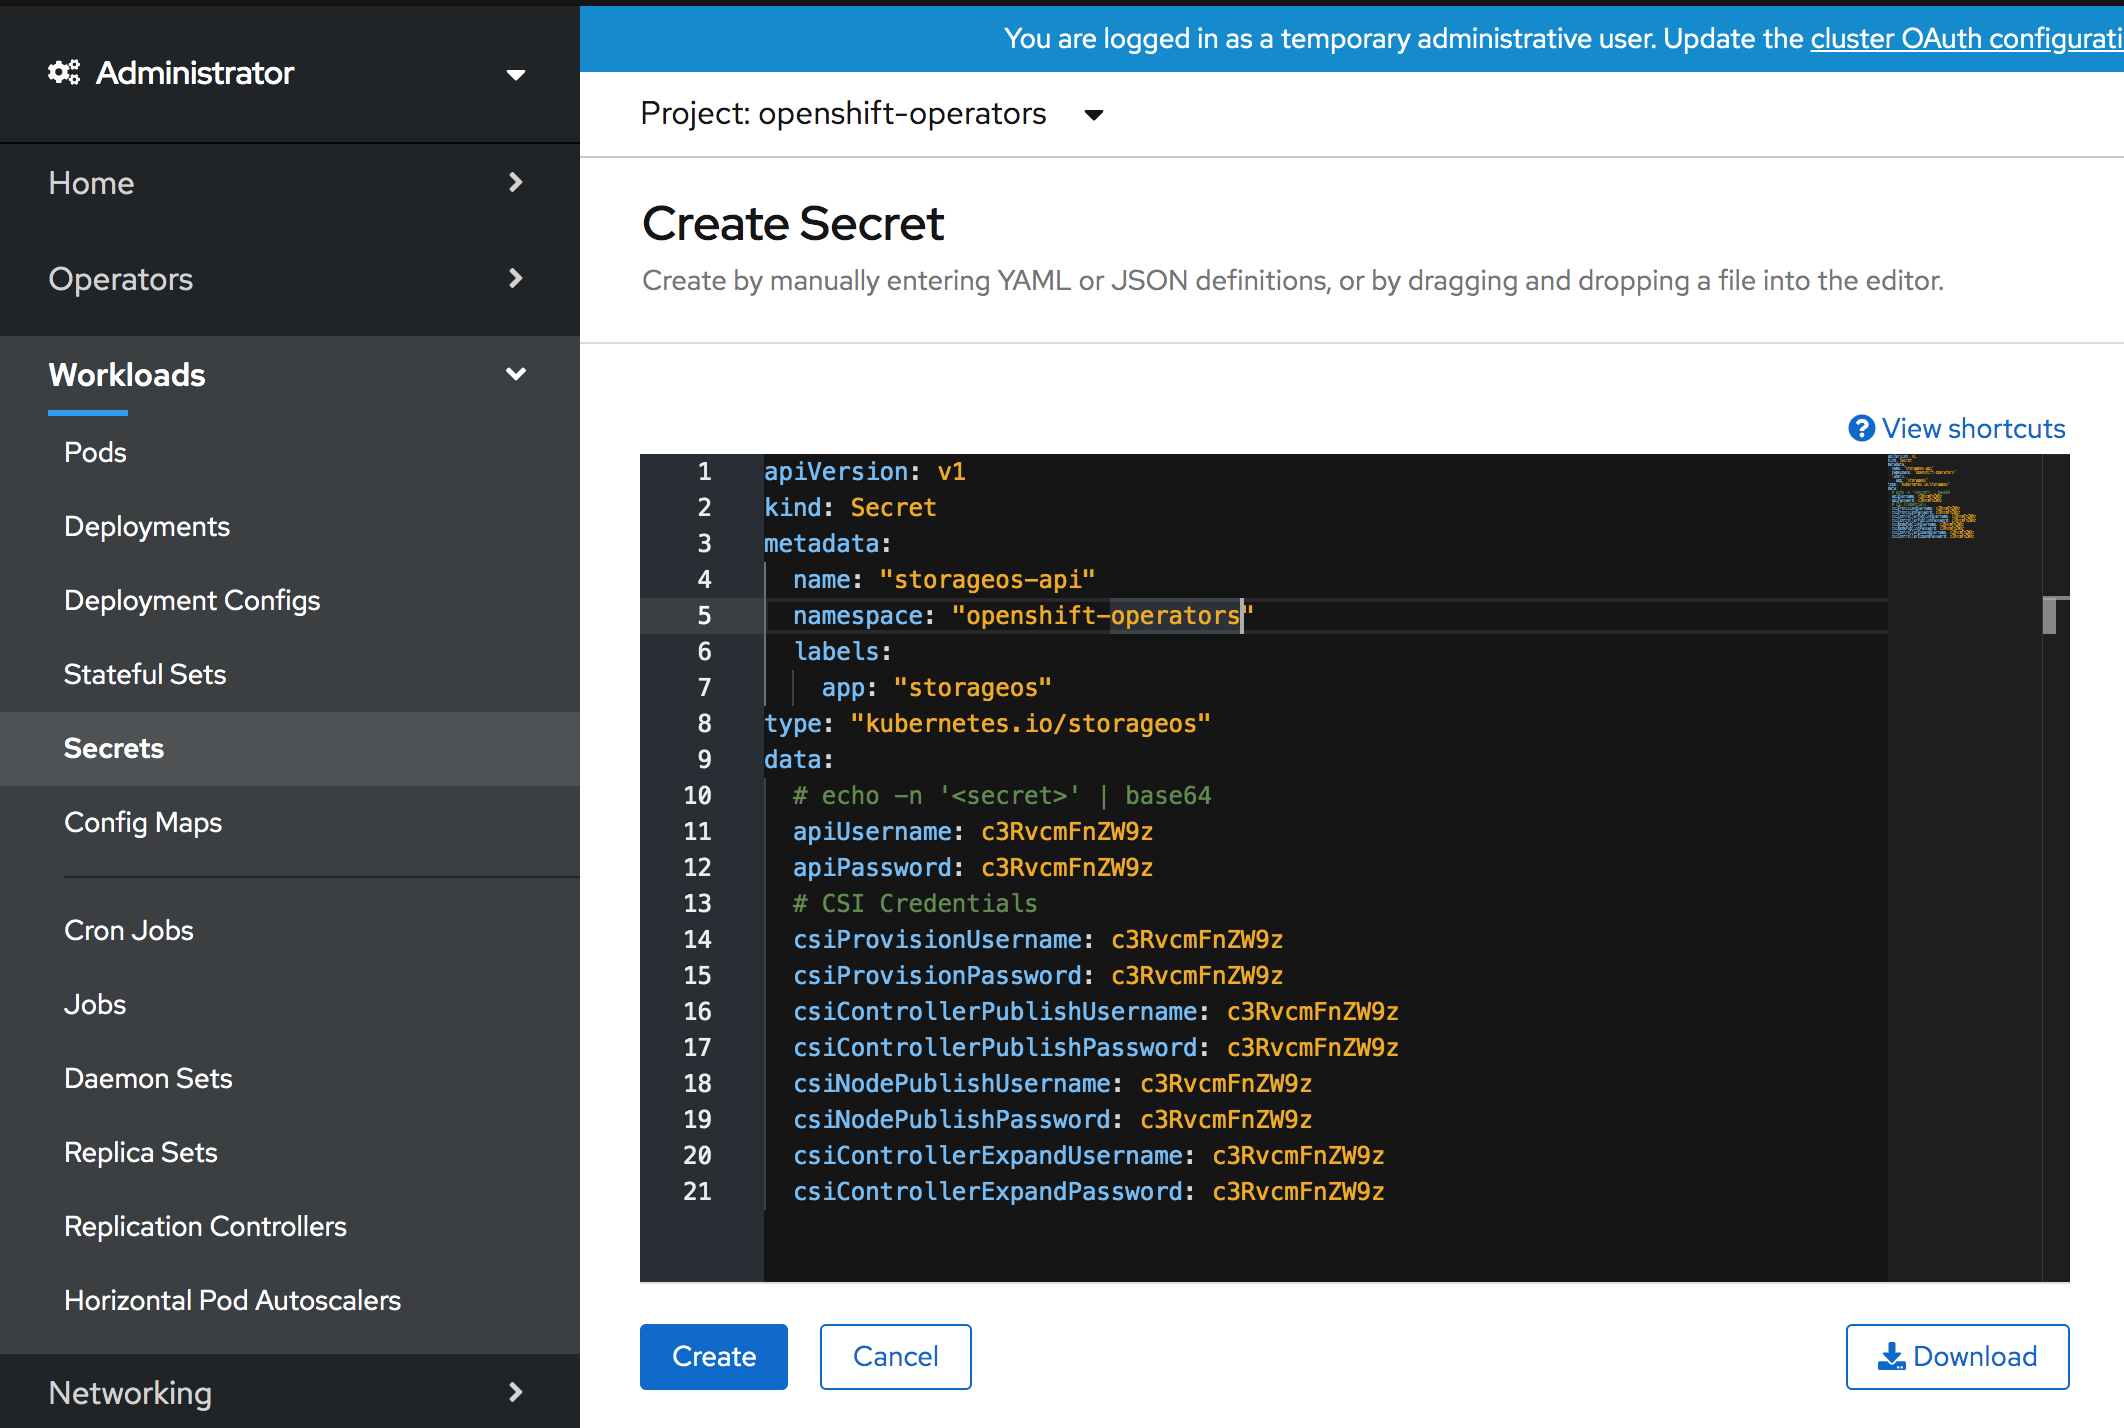 Administrator
Home
Operators
Workloads
Pods
Deployments
Deployment Configs
Stateful Sets
Secrets
Config Maps
Cron Jobs
Jobs
Daemon Sets
Replica Sets
Replication Controllers
Horizontal Pod Autoscalers
Networking
You are logged in as a temporary administrative user. Update the cluster OAuth configurati
Project: openshift-operators
Create Secret
Create by manually entering YAML or JSON definitions, or by dragging and dropping a file into the editor.
View shortcuts
1 apiVersion: v1
2 kind: Secret
3 metadata:
4   name: "storageos-api"
5   namespace: "openshift-operators"
6   labels:
7     app: "storageos"
8 type: "kubernetes.io/storageos"
9 data:
10   # echo -n '<secret>' | base64
11   apiUsername: c3RvcmFnZW9z
12   apiPassword: c3RvcmFnZW9z
13   # CSI Credentials
14   csiProvisionUsername: c3RvcmFnZW9z
15   csiProvisionPassword: c3RvcmFnZW9z
16   csiControllerPublishUsername: c3RvcmFnZW9z
17   csiControllerPublishPassword: c3RvcmFnZW9z
18   csiNodePublishUsername: c3RvcmFnZW9z
19   csiNodePublishPassword: c3RvcmFnZW9z
20   csiControllerExpandUsername: c3RvcmFnZW9z
21   csiControllerExpandPassword: c3RvcmFnZW9z
Create
Cancel
Download